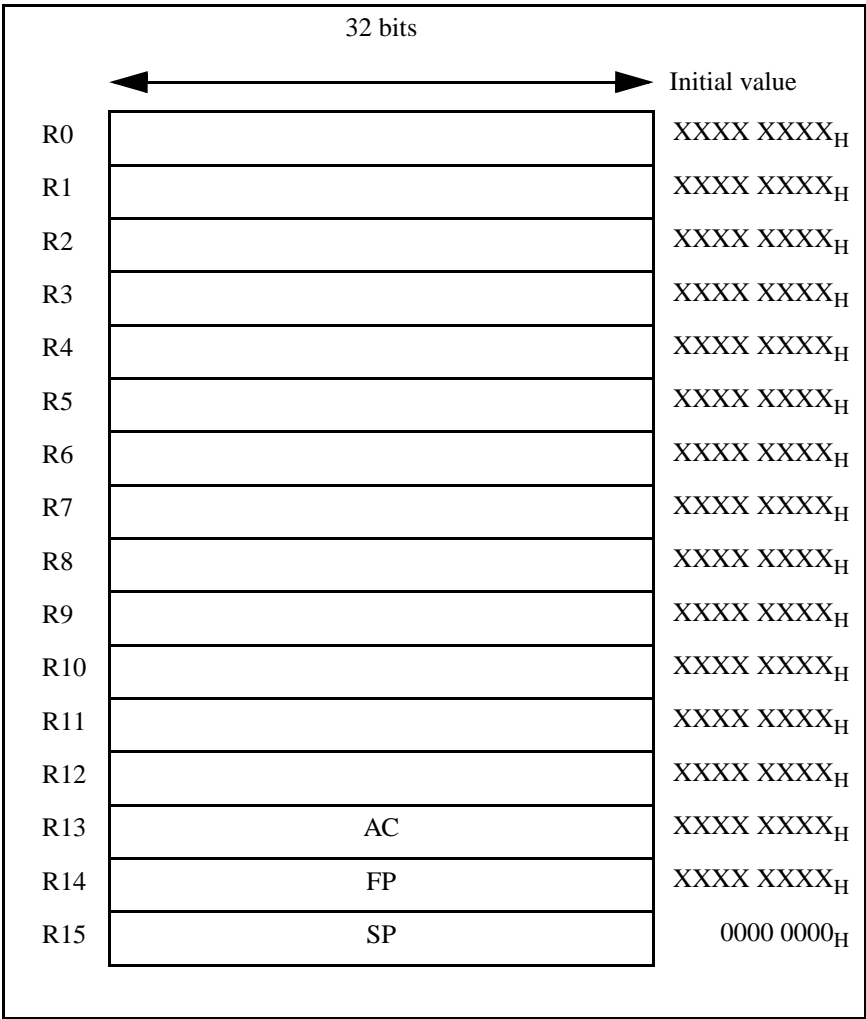 32 bits
Initial value
R0 XXXX XXXXH
R1 XXXX XXXXH
R2 XXXX XXXXH
R3 XXXX XXXXH
R4 XXXX XXXXH
R5 XXXX XXXXH
R6 XXXX XXXXH
R7 XXXX XXXXH
R8 XXXX XXXXH
R9 XXXX XXXXH
R10 XXXX XXXXH
R11 XXXX XXXXH
R12 XXXX XXXXH
R13 AC XXXX XXXXH
R14 FP XXXX XXXXH
R15 SP 0000 0000H